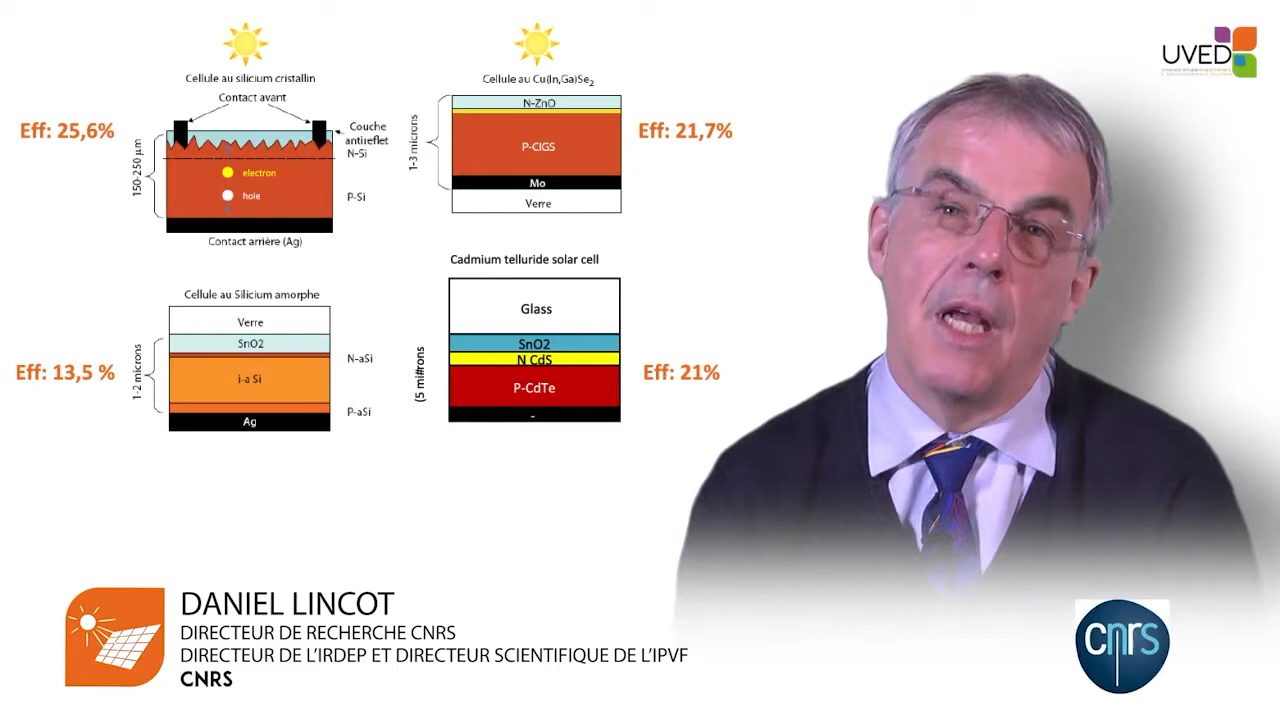 Cellule au silicium cristallin
Contact avant
Eff: 25,6%
Couche
antireflet
150-250 µm
N-Si
electron
hole
P-Si
Contact arrière (Ag)
Cellule au Cu(In,Ga)Se2
1-3 microns
N-ZnO
P-CIGS
Mo
Verre
Eff: 21,7%
Cellule au Silicium amorphe
Verre
SnO2
Eff: 13,5 %
1-2 microns
N-aSi
i-a Si
P-aSi
Ag
Cadmium telluride solar cell
Glass
SnO2
N CdS
P-CdTe
-
Eff: 21%
UVED
DANIEL LINCOT
DIRECTEUR DE RECHERCHE CNRS
DIRECTEUR DE L'IRDEP ET DIRECTEUR SCIENTIFIQUE DE L'IPVF
CNRS
cnrs